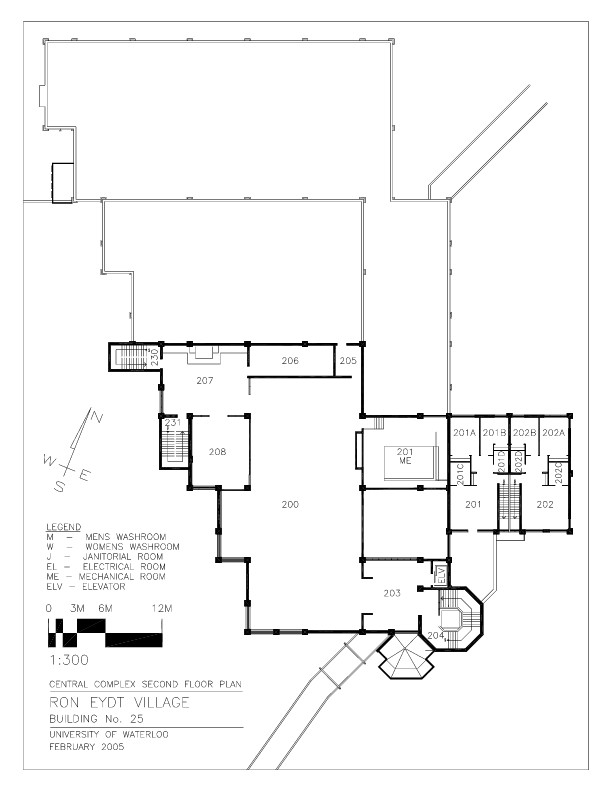 230
206
205
207
231
208
201
ME
201A
201B
202B
202A
201C
201D
202D
202C
200
201
202
N
W
E
S
ELV
203
204
LEGEND
M — MENS WASHROOM
W — WOMENS WASHROOM
J — JANITORIAL ROOM
EL — ELECTRICAL ROOM
ME — MECHANICAL ROOM
ELV — ELEVATOR
0 3M 6M 12M
1:300
CENTRAL COMPLEX SECOND FLOOR PLAN
RON EYDT VILLAGE
BUILDING No. 25
UNIVERSITY OF WATERLOO
FEBRUARY 2005